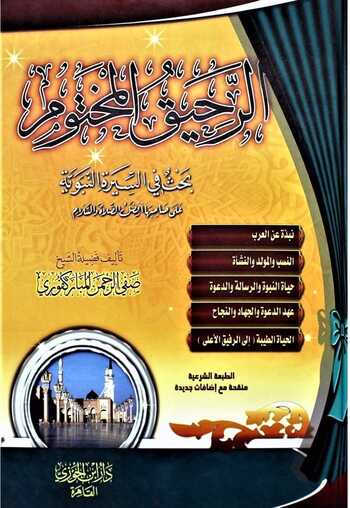 الرحيق المختوم
بحث في السيرة النبوية
على صاحبها أفضل الصلاة والسلام
تأليف فضيلة الشيخ
صفي الرحمن المباركفوري
نبذة عن العرب
النسب والمولد والنشأة
حياة النبوة والرسالة والدعوة
عهد الدعوة والجهاد والنجاح
الحياة الطيبة ( إلى الرفيق الأعلى )
الطبعة الشرعية
منقحة مع إضافات جديدة
دار ابن الجوزي
القاهرة